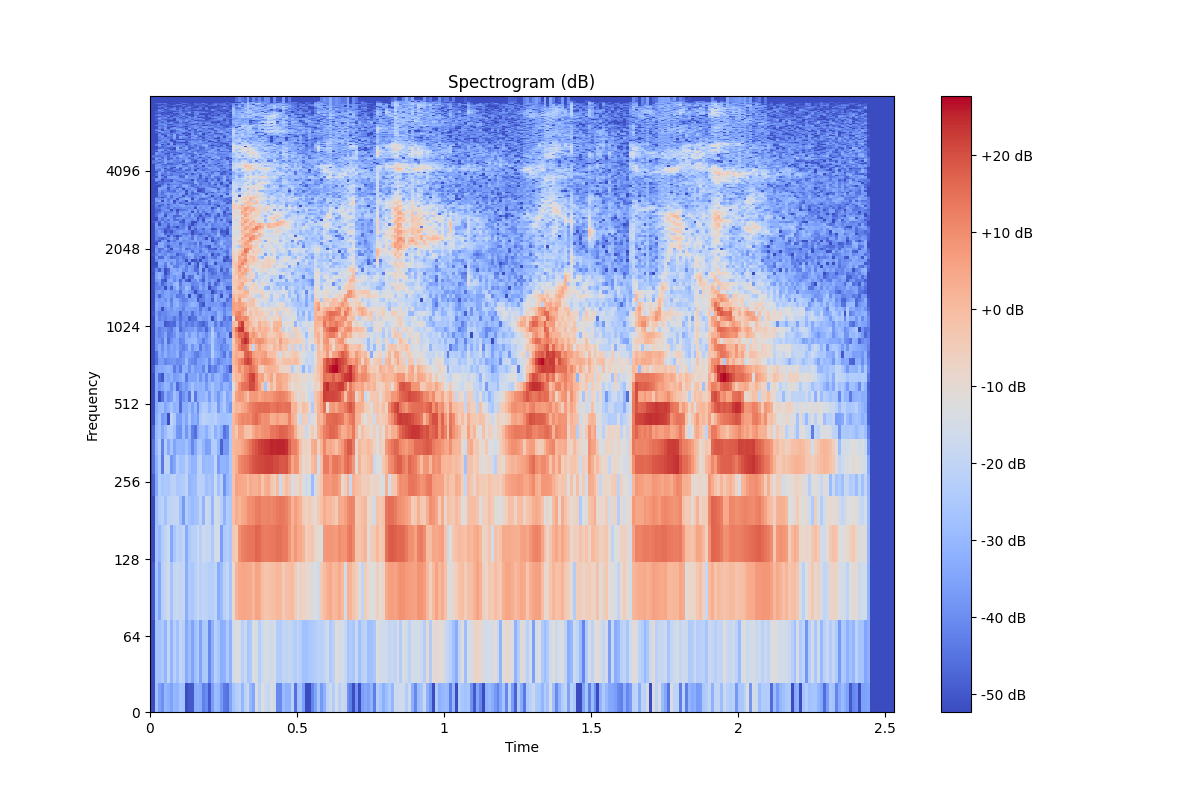 Spectrogram (dB)
Frequency
4096
2048
1024
512
256
128
64
0
0 0.5 1 1.5 2 2.5
Time
+20 dB
+10 dB
+0 dB
-10 dB
-20 dB
-30 dB
-40 dB
-50 dB